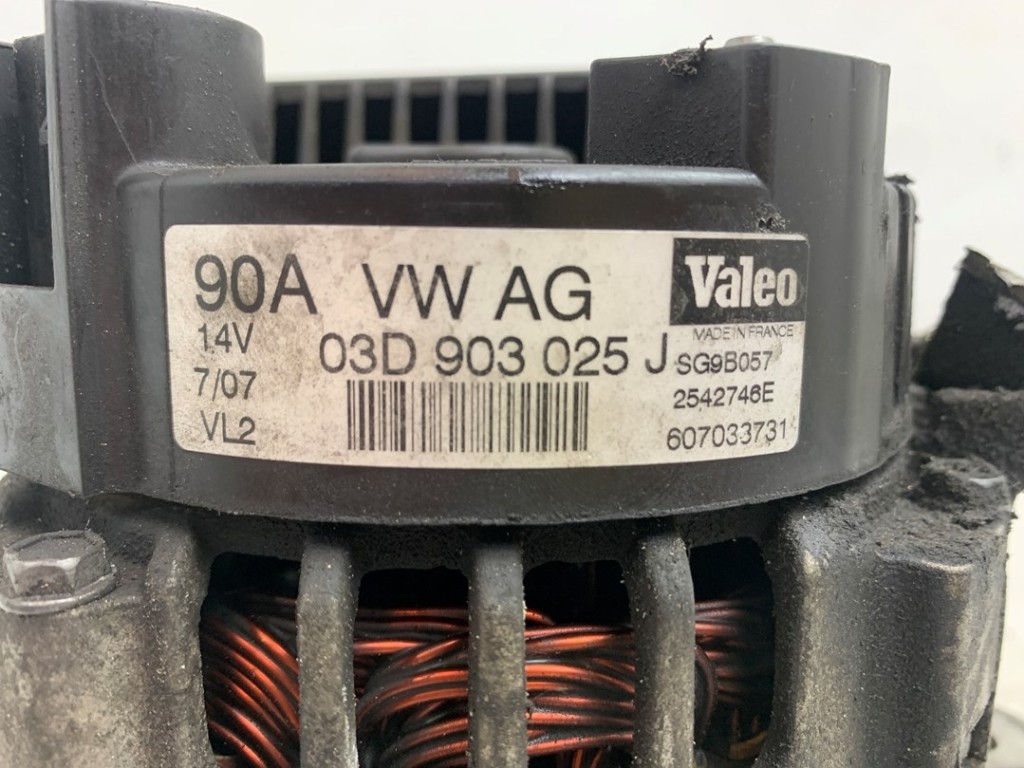 90A VW AG
14V
03D 903 025 J
7/07
VL2
Valeo
MADE IN FRANCE
SG9B057
2542746E
607033731